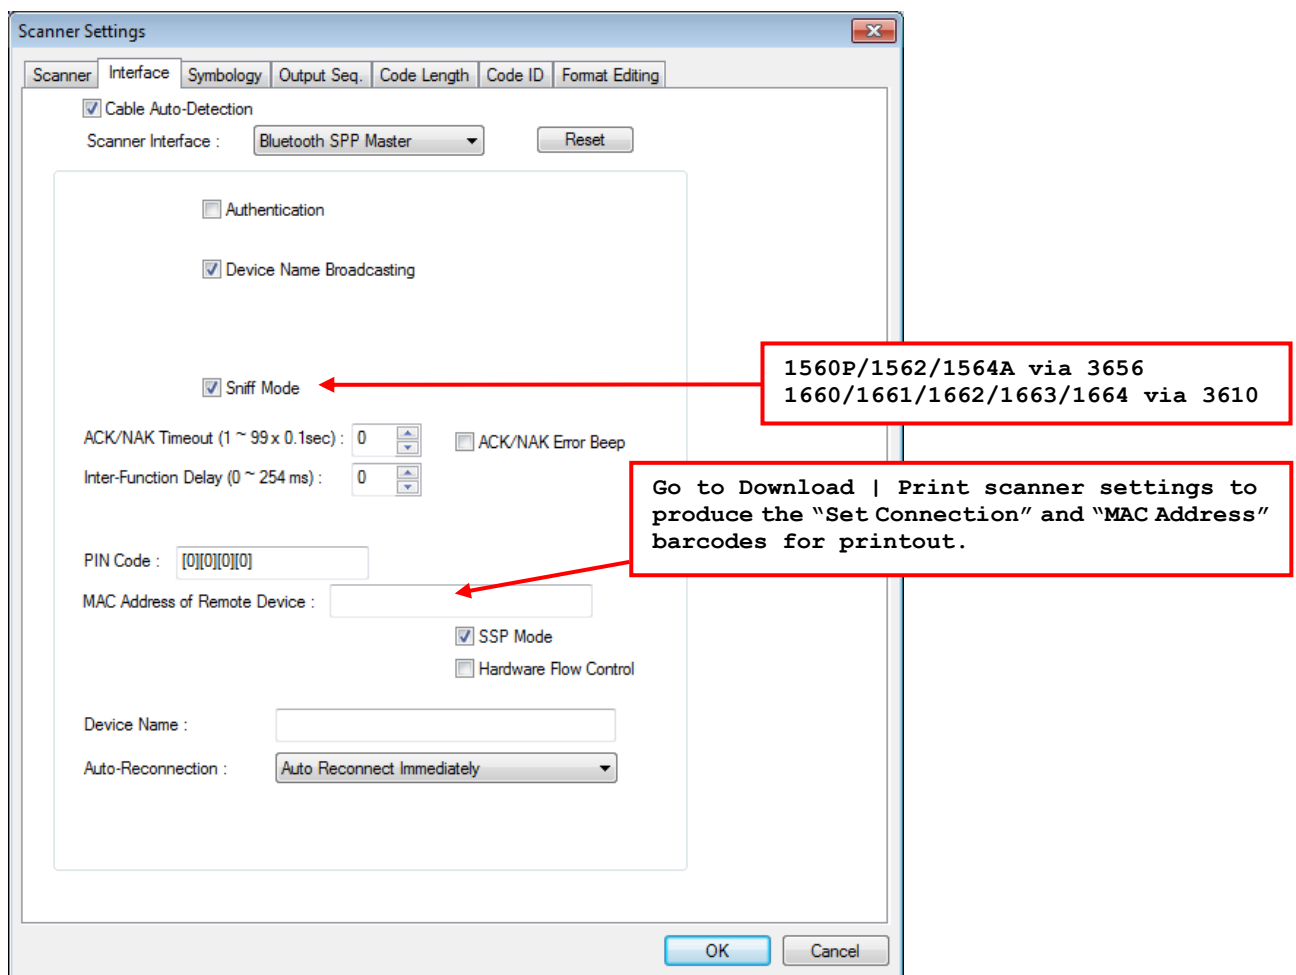 Scanner Settings
Scanner Interface Symbology Output Seq. Code Length Code ID Format Editing
Cable Auto-Detection
Scanner Interface : Bluetooth SPP Master Reset
Authentication
Device Name Broadcasting
Sniff Mode
1560P/1562/1564A via 3656
1660/1661/1662/1663/1664 via 3610
ACK/NAK Timeout (1 ~ 99 x 0.1sec) : 0 ACK/NAK Error Beep
Inter-Function Delay (0 ~ 254 ms) : 0
Go to Download | Print scanner settings to
produce the “Set Connection” and “MAC Address”
barcodes for printout.
PIN Code : [0][0][0][0]
MAC Address of Remote Device :
SSP Mode
Hardware Flow Control
Device Name :
Auto-Reconnection : Auto Reconnect Immediately
OK Cancel